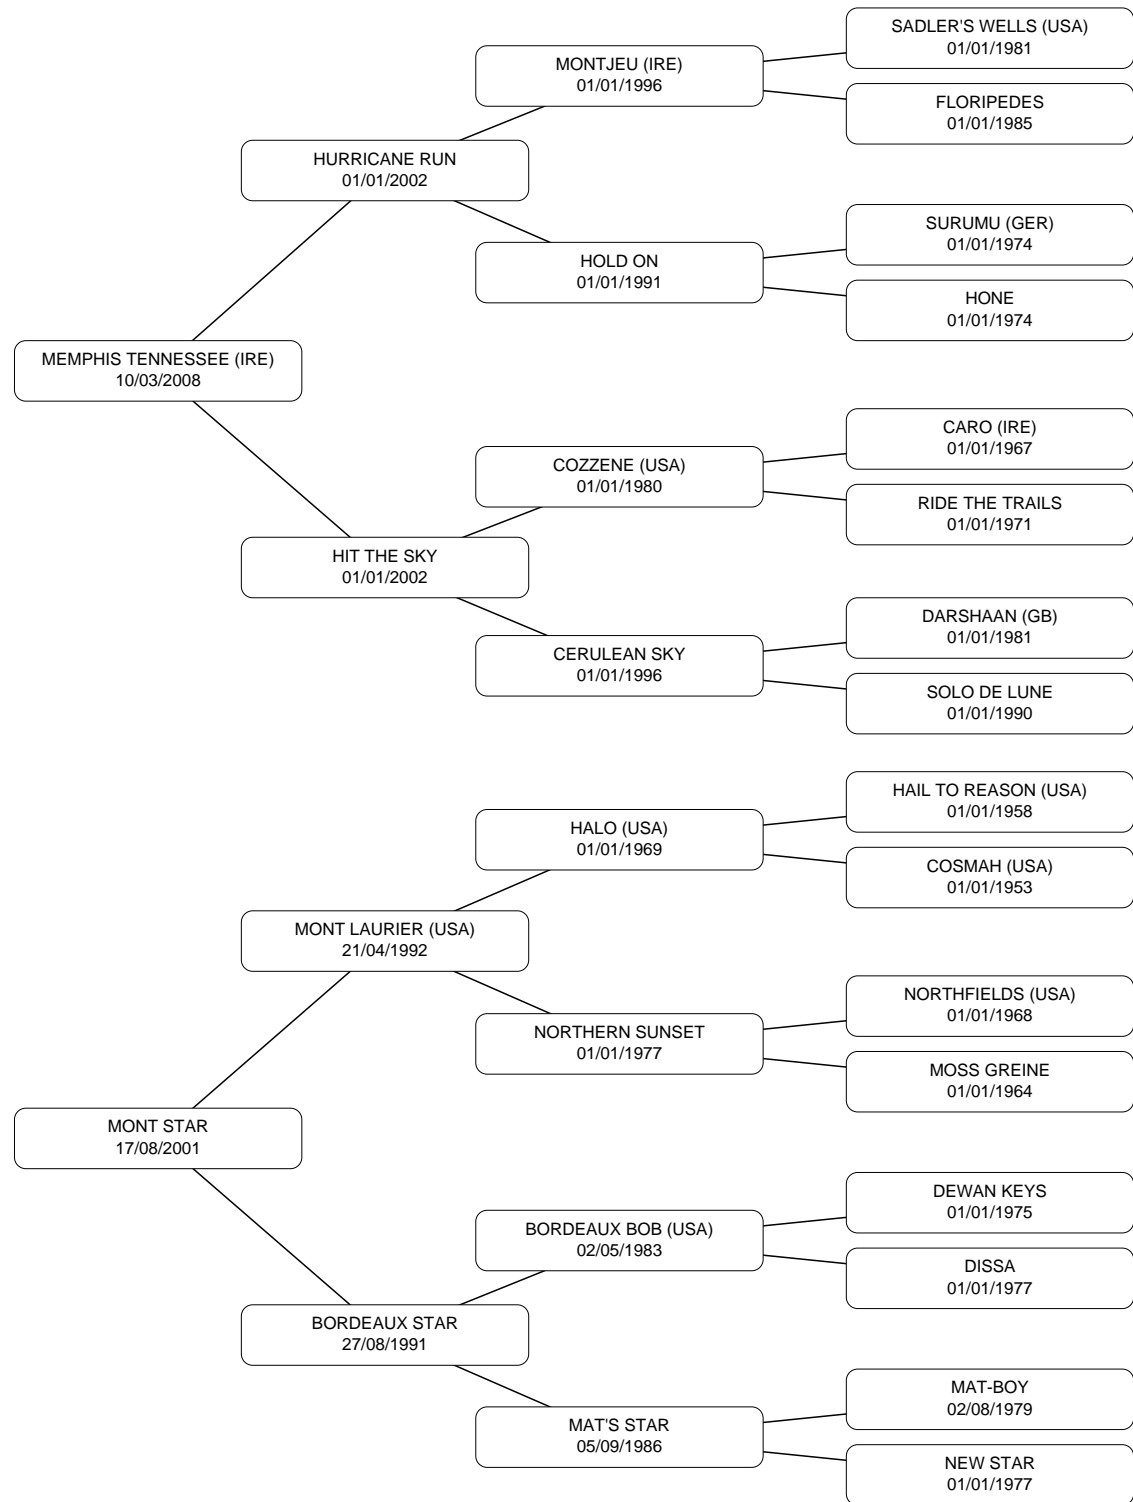 SADLER'S WELLS (USA)
01/01/1981
MONTJEU (IRE)
01/01/1996
FLORIPEDES
01/01/1985
HURRICANE RUN
01/01/2002
SURUMU (GER)
01/01/1974
HOLD ON
01/01/1991
HONE
01/01/1974
MEMPHIS TENNESSEE (IRE)
10/03/2008
CARO (IRE)
01/01/1967
COZZENE (USA)
01/01/1980
RIDE THE TRAILS
01/01/1971
HIT THE SKY
01/01/2002
DARSHAAN (GB)
01/01/1981
CERULEAN SKY
01/01/1996
SOLO DE LUNE
01/01/1990
HAIL TO REASON (USA)
01/01/1958
HALO (USA)
01/01/1969
COSMAH (USA)
01/01/1953
MONT LAURIER (USA)
21/04/1992
NORTHFIELDS (USA)
01/01/1968
NORTHERN SUNSET
01/01/1977
MOSS GREINE
01/01/1964
MONT STAR
17/08/2001
DEWAN KEYS
01/01/1975
BORDEAUX BOB (USA)
02/05/1983
DISSA
01/01/1977
BORDEAUX STAR
27/08/1991
MAT-BOY
02/08/1979
MAT'S STAR
05/09/1986
NEW STAR
01/01/1977